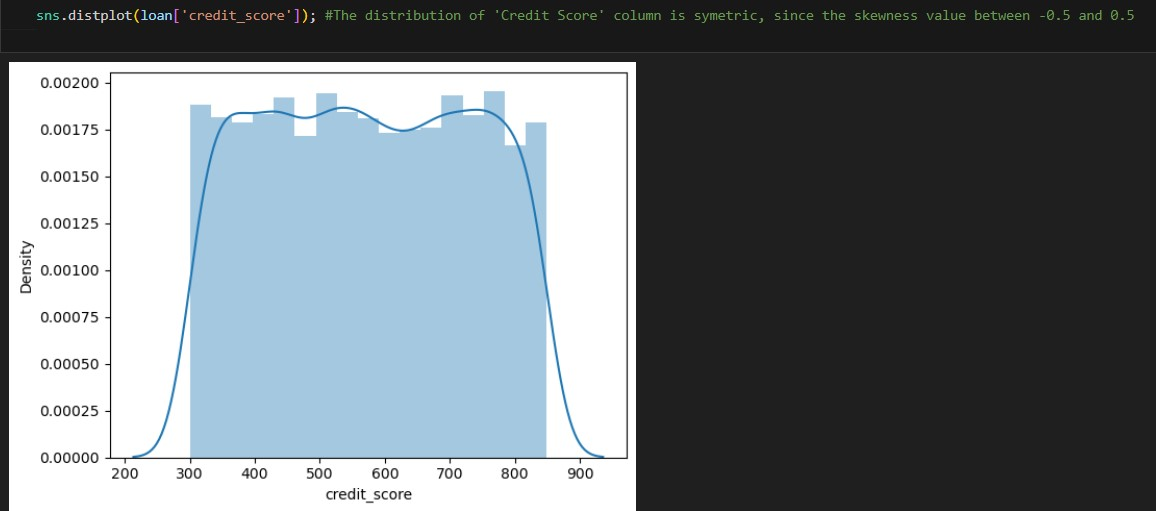 sns.distplot(loan['credit_score']); #The distribution of 'Credit Score' column is symetric, since the skewness value between -0.5 and 0.5
0.00200
0.00175
0.00150
0.00125
0.00100
0.00075
0.00050
0.00025
0.00000
Density
200 300 400 500 600 700 800 900
credit_score